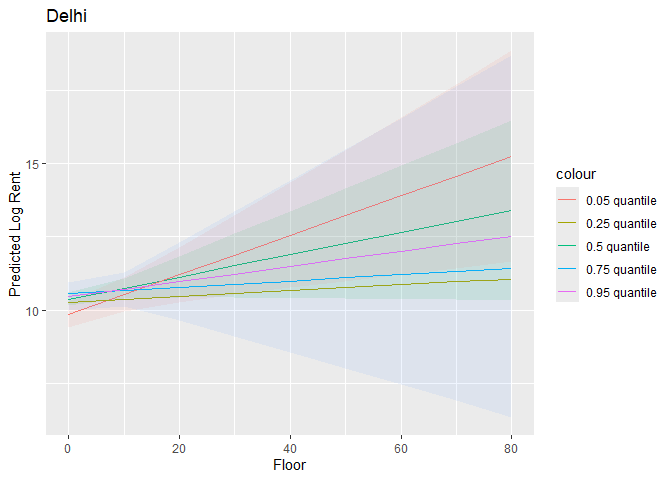 Delhi
Predicted Log Rent
15
10
0
20
40
60
80
Floor
colour
0.05 quantile
0.25 quantile
0.5 quantile
0.75 quantile
0.95 quantile